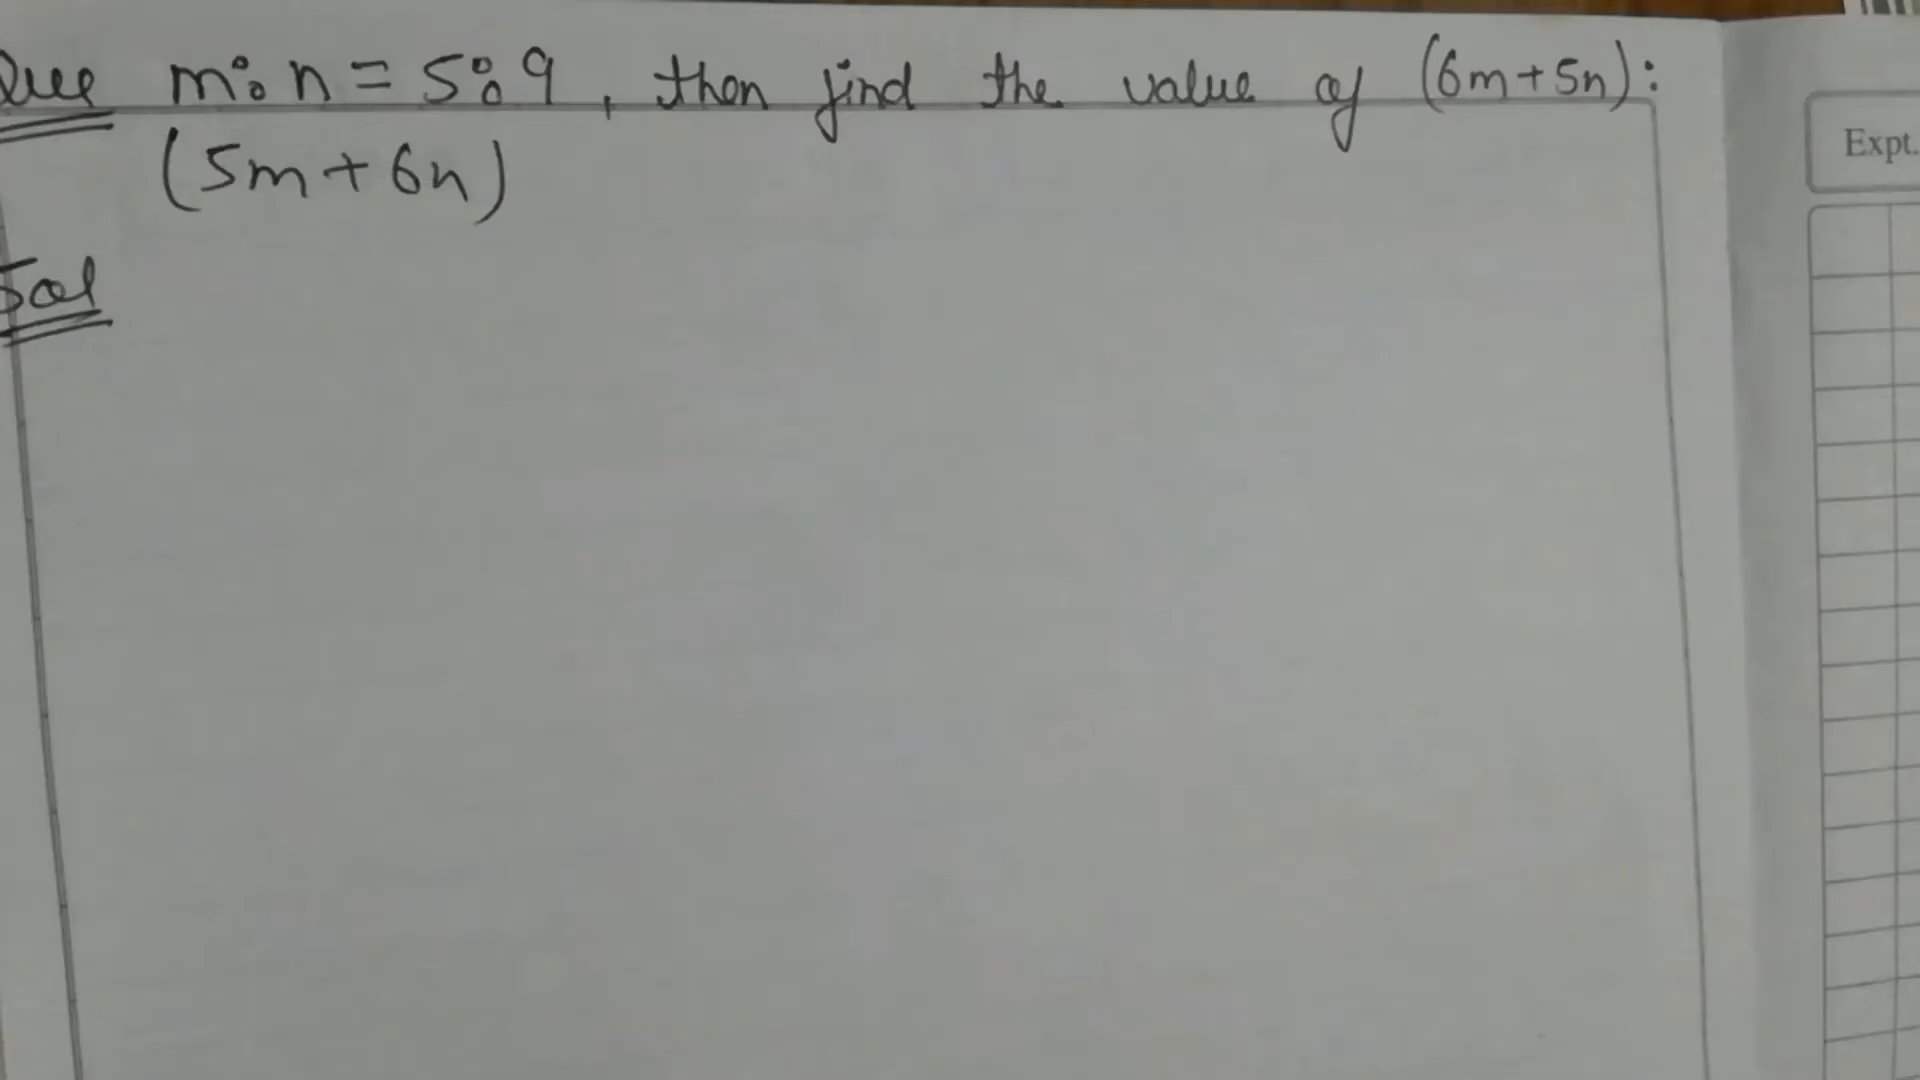 Que m:n = 5:9, then find the value of (6m+5n):
(5m+6n)
Sol
Expt.